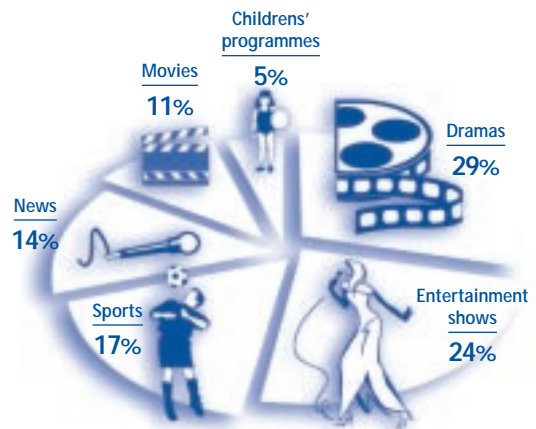 Childrens'
programmes
5%
Movies
11%
Dramas
29%
News
14%
Entertainment
shows
24%
Sports
17%